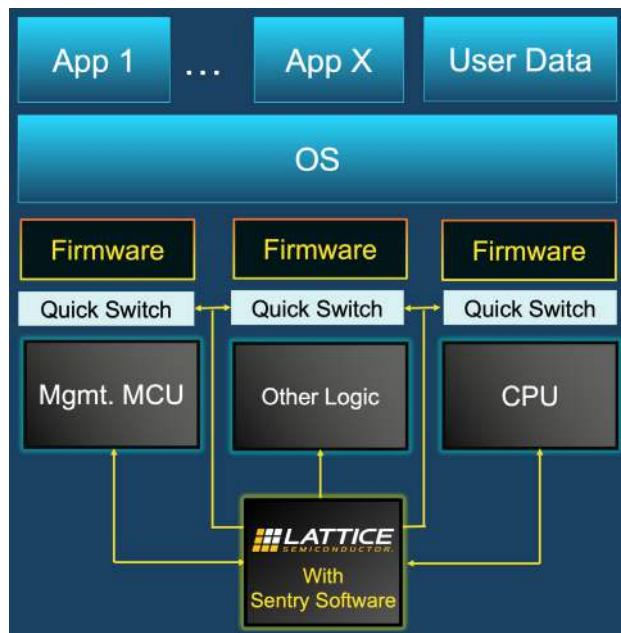 App 1 ... App X User Data
OS
Firmware Firmware Firmware
Quick Switch Quick Switch Quick Switch
Mgmt. MCU Other Logic CPU
LATTICE
SEMICONDUCTOR.
With
Sentry Software